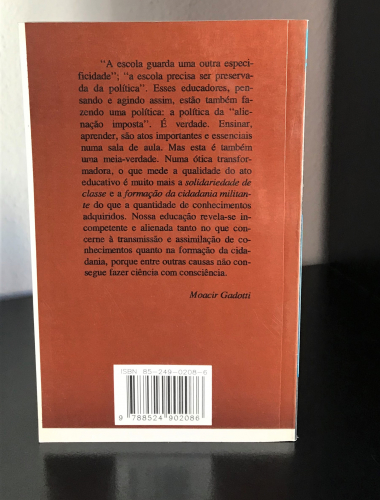 “A escola guarda uma outra especi-
ficidade”; “a escola precisa ser preserva-
da da política”. Esses educadores, pen-
sando e agindo assim, estão também fa-
zendo uma política: a política da “alie-
nação imposta”. É verdade. Ensinar,
aprender, são atos importantes e essenciais
numa sala de aula. Mas esta é também
uma meia-verdade. Numa ótica transfor-
madora, o que mede a qualidade do ato
educativo é muito mais a solidariedade de
classe e a formação da cidadania militan-
te do que a quantidade de conhecimentos
adquiridos. Nossa educação revela-se in-
competente e alienada tanto no que con-
cerne à transmissão e assimilação de co-
nhecimentos quanto na formação da cida-
dania, porque entre outras causas não con-
segue fazer ciência com consciência.
Moacir Gadotti
ISBN 85-249-0208-6
9 788524 902086